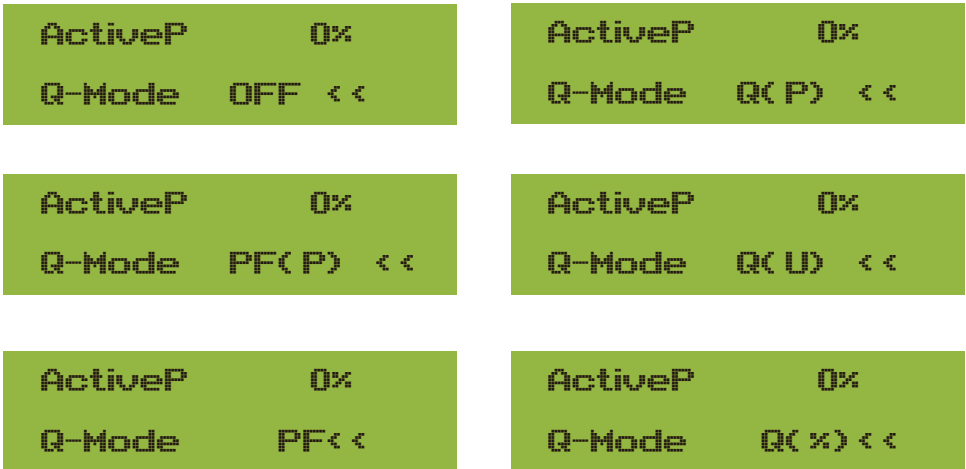 ActiveP 0%
Q-Mode OFF <<
ActiveP 0%
Q-Mode Q(P) <<
ActiveP 0%
Q-Mode PF(P) <<
ActiveP 0%
Q-Mode Q(U) <<
ActiveP 0%
Q-Mode PF<<
ActiveP 0%
Q-Mode Q(%)<<